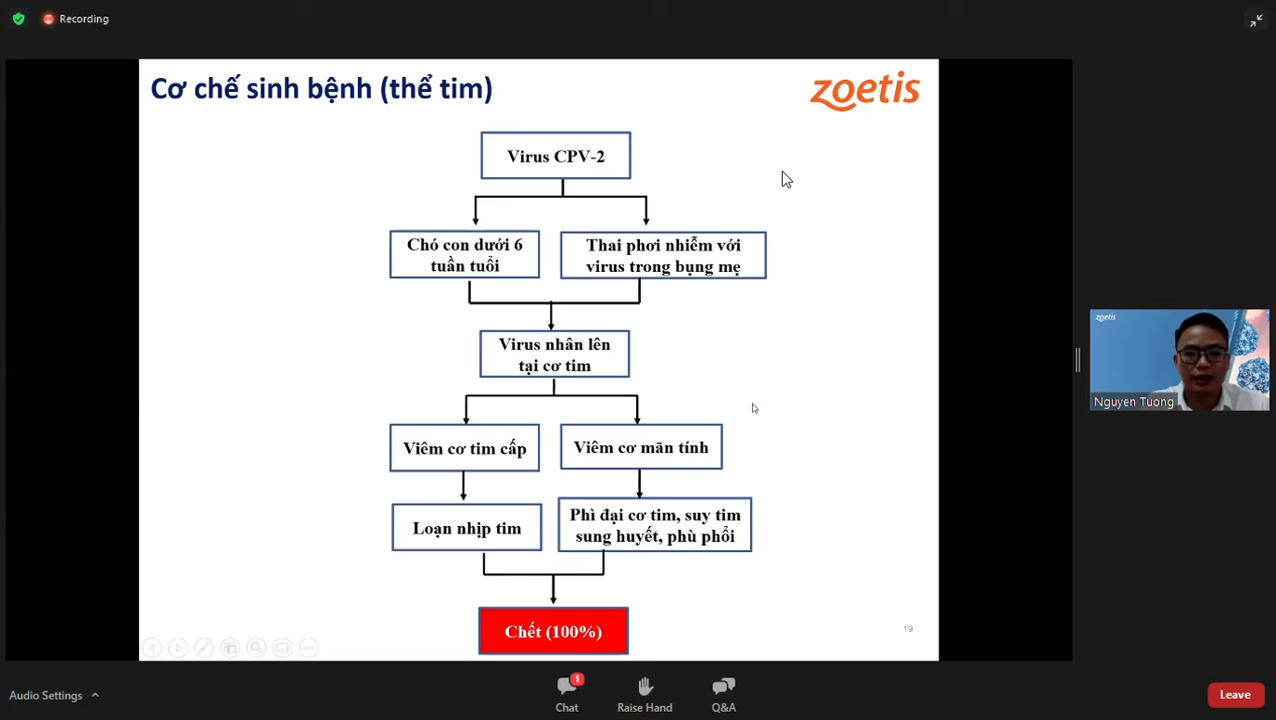 Recording
Cơ chế sinh bệnh (thể tim)
zoetis
Virus CPV-2
Chó con dưới 6
tuần tuổi
Thai phơi nhiễm với
virus trong bụng mẹ
Virus nhân lên
tại cơ tim
zoetis
Nguyen Tuong
Viêm cơ tim cấp
Viêm cơ mãn tính
Loạn nhịp tim
Phì đại cơ tim, suy tim
sung huyết, phù phổi
Chết (100%)
19
Audio Settings
1
Chat
Raise Hand
Q&A
Leave